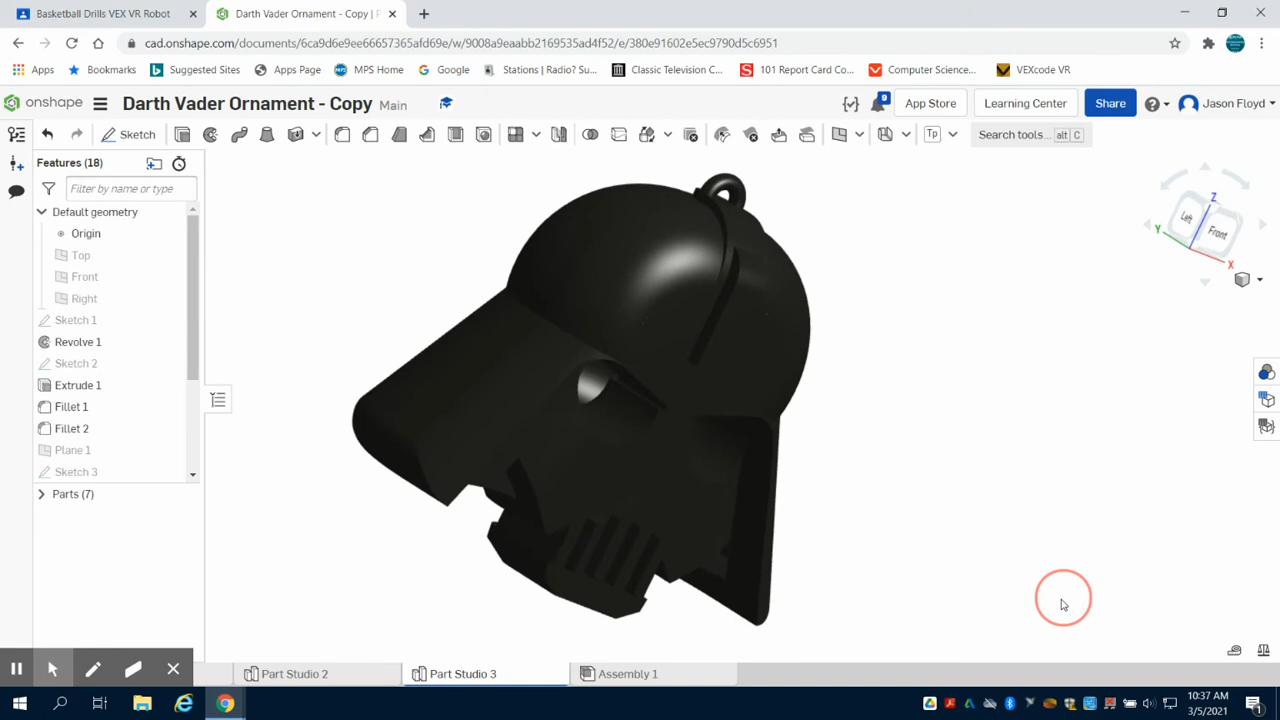 Basketball Drills VEX VR Robot
Darth Vader Ornament - Copy | P
cad.onshape.com/documents/6ca9d6e9ee66657365afd69e/w/9008a9eaabb2169535ad4f52/e/380e91602e5ec9790d5c6951
Apps Bookmarks Suggested Sites Apps Page MPS Home Google Stations | Radio? Su... Classic Television C... 101 Report Card Co... Computer Science... VEXcode VR
onshape Darth Vader Ornament - Copy Main 9 App Store Learning Center Share Jason Floyd
Sketch Tp Search tools... alt C
Features (18)
Filter by name or type
Default geometry
Origin
Top
Front
Right
Sketch 1
Revolve 1
Sketch 2
Extrude 1
Fillet 1
Fillet 2
Plane 1
Sketch 3
Parts (7)
Z
Left Front
Y
X
Part Studio 2 Part Studio 3 Assembly 1
10:37 AM
3/5/2021
1